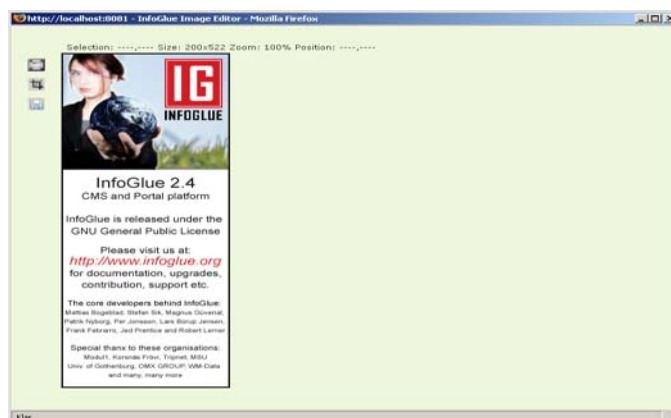 http://localhost:8081 - InfoGlue Image Editor - Mozilla Firefox
Selection: ----,---- Size: 200x522 Zoom: 100% Position: ----,----
IG
INFOGLUE
InfoGlue 2.4
CMS and Portal platform
InfoGlue is released under the
GNU General Public License
Please visit us at:
http://www.infoglue.org
for documentation, upgrades,
contribution, support etc.
The core developers behind InfoGlue:
Mattias Bogeblad, Stefan Sik, Magnus Güvenal,
Patrik Nyborg, Per Jonsson, Lars Borup Jensen,
Frank Febbraro, Jed Prentice and Robert Lerner
Special thanx to these organisations:
Modul1, Korsnäs Frövi, Tripnet, MSU
Univ. of Gothenburg, OMX GROUP, WM-Data
and many, many more
Klar